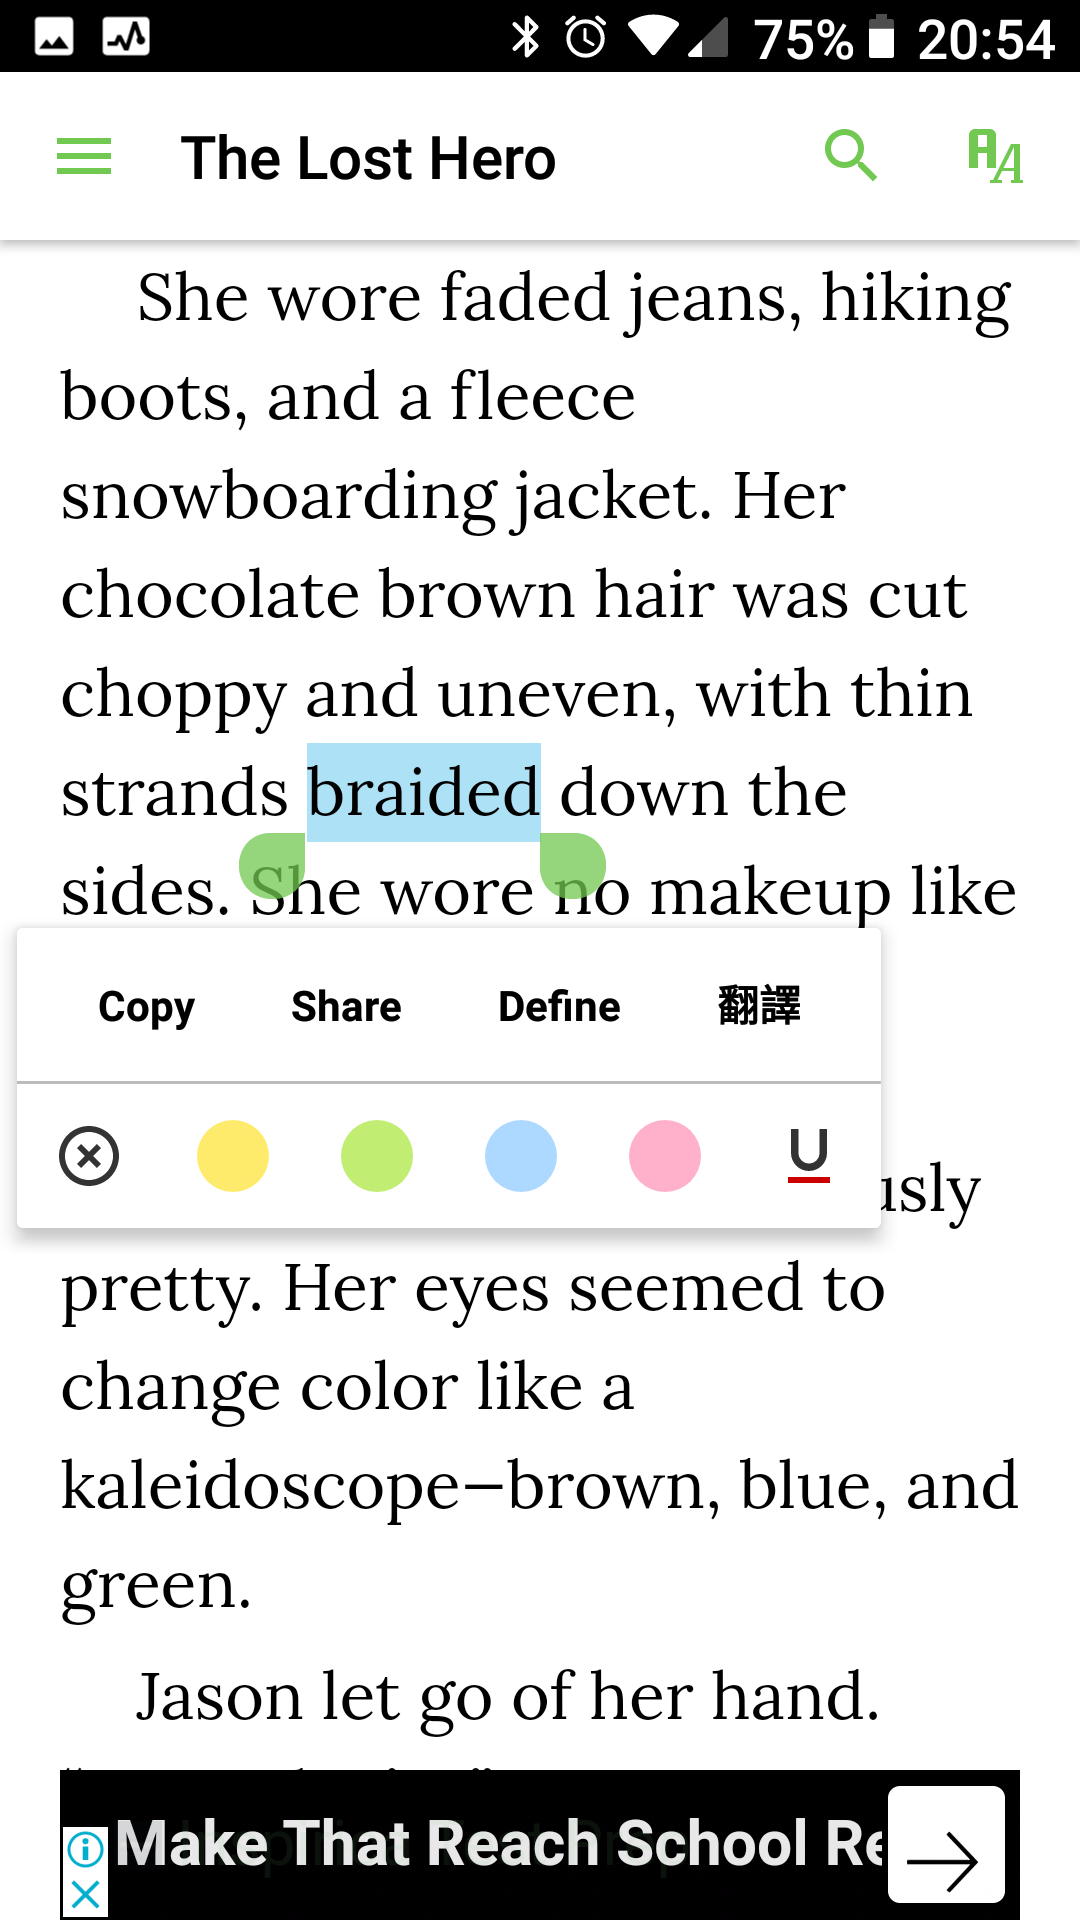 75% 20:54
The Lost Hero
She wore faded jeans, hiking
boots, and a fleece
snowboarding jacket. Her
chocolate brown hair was cut
choppy and uneven, with thin
strands braided down the
sides. She wore no makeup like
Copy Share Define 翻譯
U
usly
pretty. Her eyes seemed to
change color like a
kaleidoscope—brown, blue, and
green.
Jason let go of her hand.
Make That Reach School Re